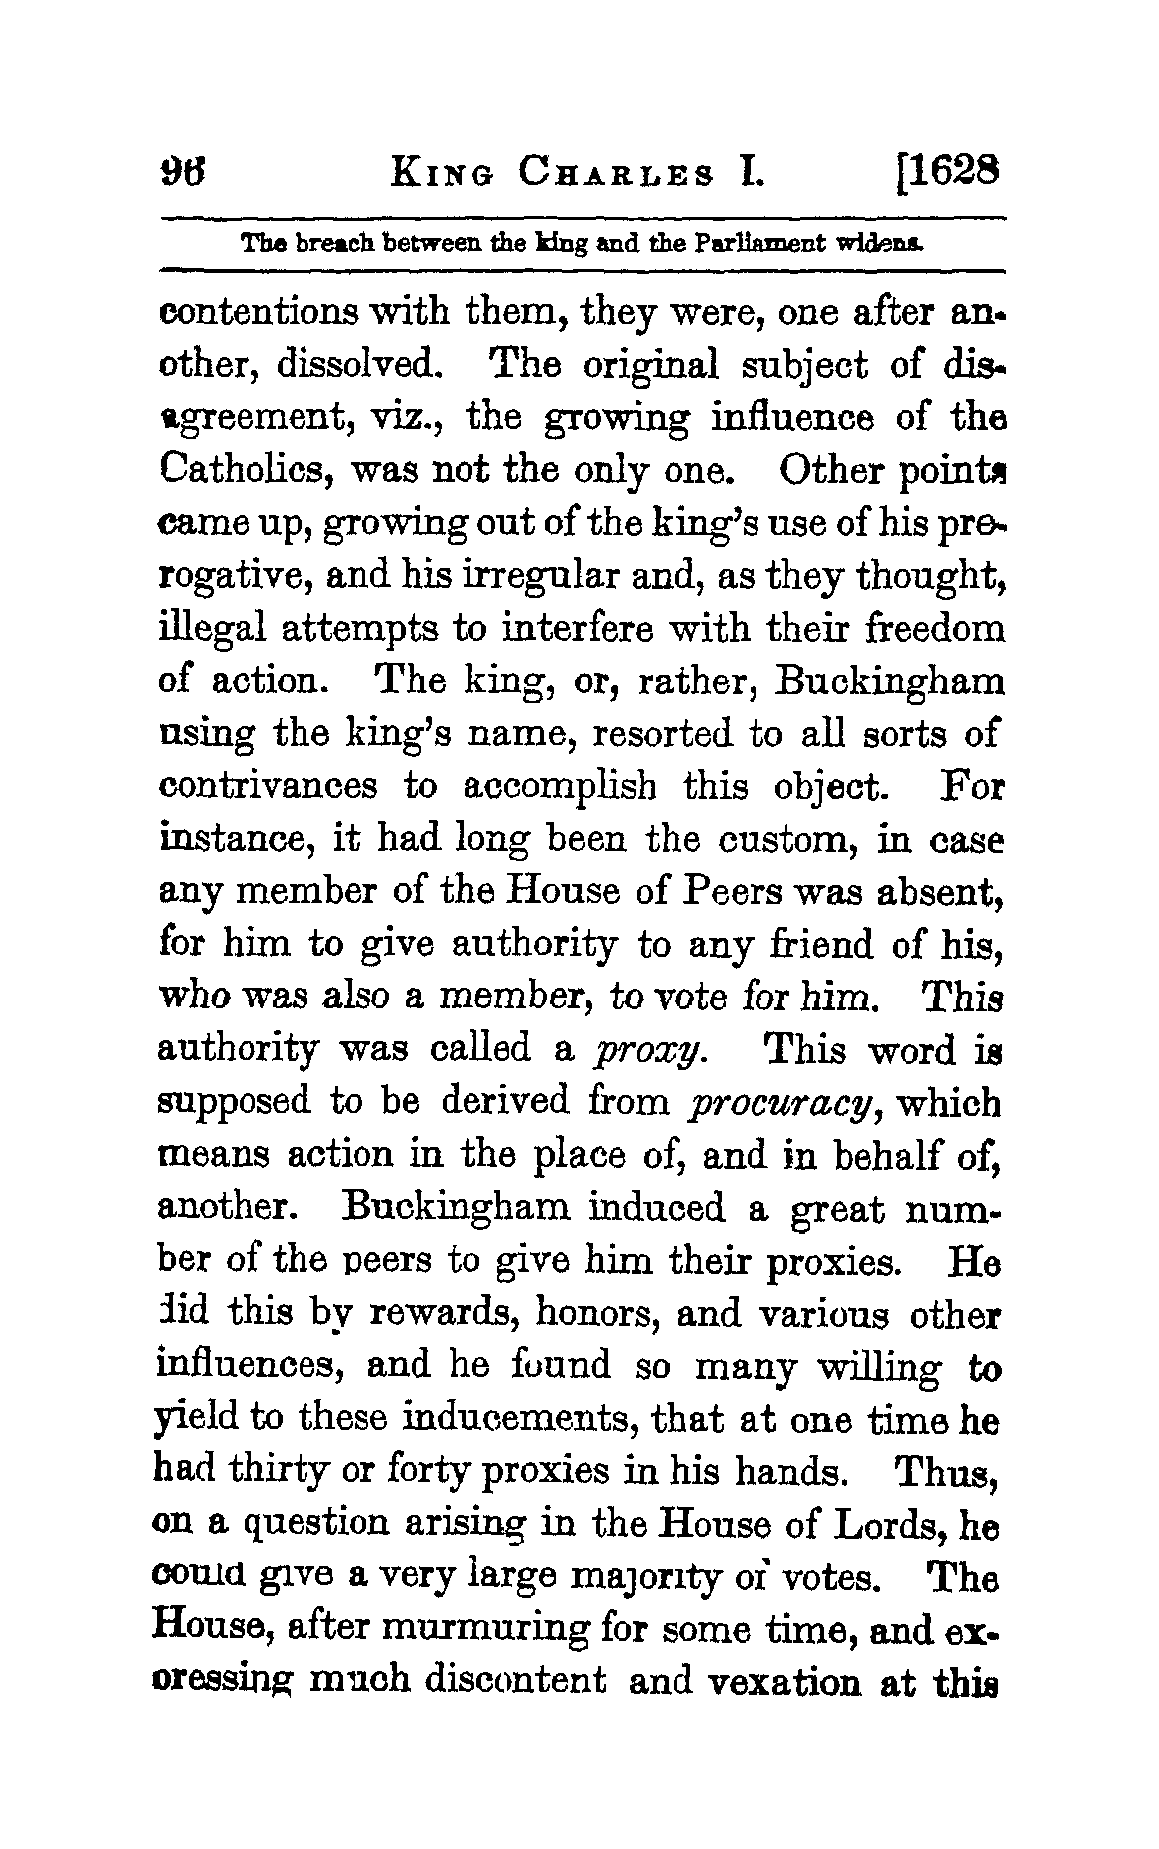 96 KING CHARLES I. [1628
The breach between the king and the Parliament widens.
contentions with them, they were, one after an-
other, dissolved. The original subject of dis-
agreement, viz., the growing influence of the
Catholics, was not the only one. Other points
came up, growing out of the king's use of his pre-
rogative, and his irregular and, as they thought,
illegal attempts to interfere with their freedom
of action. The king, or, rather, Buckingham
using the king's name, resorted to all sorts of
contrivances to accomplish this object. For
instance, it had long been the custom, in case
any member of the House of Peers was absent,
for him to give authority to any friend of his,
who was also a member, to vote for him. This
authority was called a proxy. This word is
supposed to be derived from procuracy, which
means action in the place of, and in behalf of,
another. Buckingham induced a great num-
ber of the peers to give him their proxies. He
did this by rewards, honors, and various other
influences, and he found so many willing to
yield to these inducements, that at one time he
had thirty or forty proxies in his hands. Thus,
on a question arising in the House of Lords, he
could give a very large majority of votes. The
House, after murmuring for some time, and ex-
pressing much discontent and vexation at this